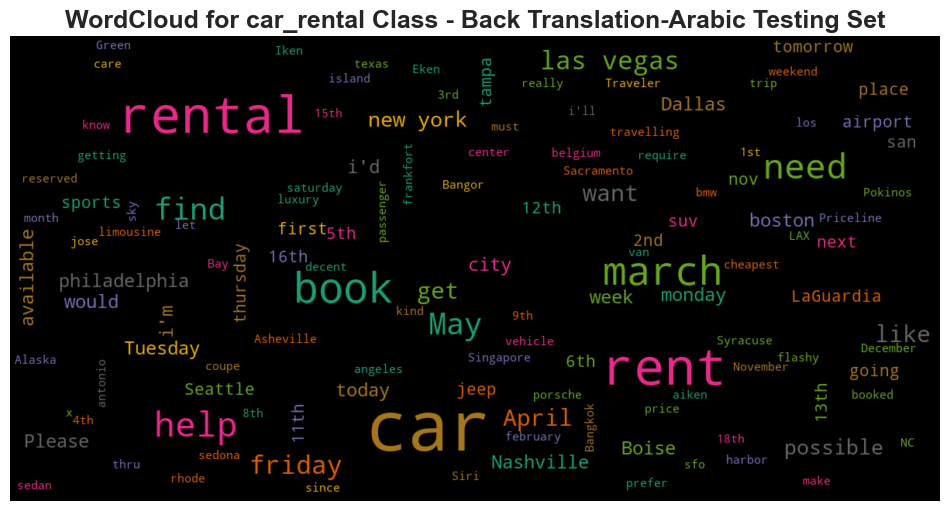 WordCloud for car_rental Class - Back Translation-Arabic Testing Set
Green
Iken
las vegas
tomorrow
care
island
texas
Eken
tampa
really
Traveler
weekend
trip
place
3rd
rental
15th
new york
must
i'll
Dallas
airport
know
travelling
los
san
getting
i'd
frankfort
center
belgium
require
1st
need
reserved
saturday
luxury
passenger
Bangor
Sacramento
want
bmw
nov
Pokinos
sports
sky
find
12th
suv
boston
Priceline
month
let
first
5th
2nd
LAX
next
limousine
jose
available
philadelphia
Bay
thursday
16th
decent
city
van
march
cheapest
would
book
get
week
monday
LaGuardia
i'm
kind
9th
May
like
Tuesday
Asheville
vehicle
Syracuse
December
Alaska
coupe
angeles
Singapore
6th
rent
November
flashy
going
antonio
Seattle
today
jeep
porsche
aiken
13th
booked
x
4th
help
8th
11th
car
April
february
Bangkok
price
18th
NC
Please
sedona
Boise
possible
thru
friday
Nashville
sfo
harbor
rhode
Siri
sedan
since
prefer
make